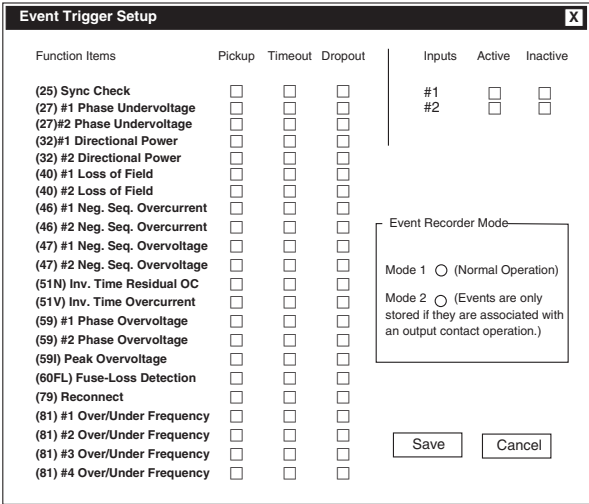 Event Trigger Setup X
Function Items Pickup Timeout Dropout
(25) Sync Check
(27) #1 Phase Undervoltage
(27)#2 Phase Undervoltage
(32)#1 Directional Power
(32) #2 Directional Power
(40) #1 Loss of Field
(40) #2 Loss of Field
(46) #1 Neg. Seq. Overcurrent
(46) #2 Neg. Seq. Overcurrent
(47) #1 Neg. Seq. Overvoltage
(47) #2 Neg. Seq. Overvoltage
(51N) Inv. Time Residual OC
(51V) Inv. Time Overcurrent
(59) #1 Phase Overvoltage
(59) #2 Phase Overvoltage
(59I) Peak Overvoltage
(60FL) Fuse-Loss Detection
(79) Reconnect
(81) #1 Over/Under Frequency
(81) #2 Over/Under Frequency
(81) #3 Over/Under Frequency
(81) #4 Over/Under Frequency
Inputs Active Inactive
#1
#2
Event Recorder Mode
Mode 1 (Normal Operation)
Mode 2 (Events are only
stored if they are associated with
an output contact operation.)
Save Cancel